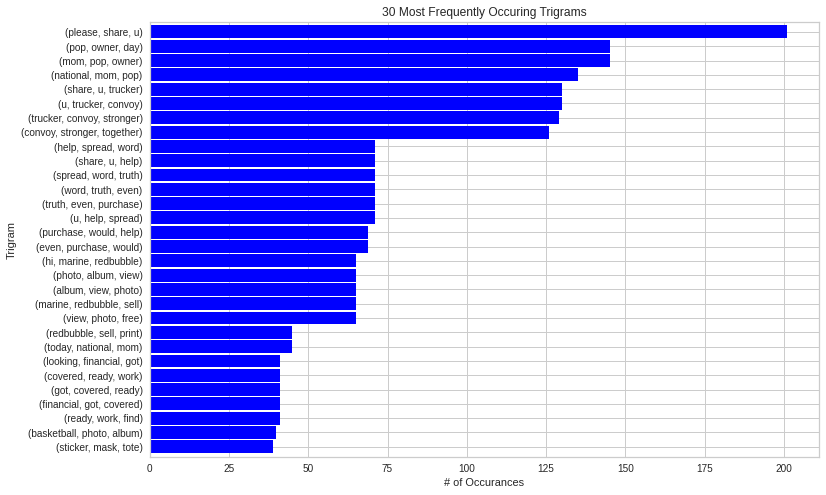 30 Most Frequently Occuring Trigrams
(please, share, u)
(pop, owner, day)
(mom, pop, owner)
(national, mom, pop)
(share, u, trucker)
(u, trucker, convoy)
(trucker, convoy, stronger)
(convoy, stronger, together)
(help, spread, word)
(share, u, help)
(spread, word, truth)
(word, truth, even)
(truth, even, purchase)
(u, help, spread)
(purchase, would, help)
(even, purchase, would)
(hi, marine, redbubble)
(photo, album, view)
(album, view, photo)
(marine, redbubble, sell)
(view, photo, free)
(redbubble, sell, print)
(today, national, mom)
(looking, financial, got)
(covered, ready, work)
(got, covered, ready)
(financial, got, covered)
(ready, work, find)
(basketball, photo, album)
(sticker, mask, tote)
Trigram
0 25 50 75 100 125 150 175 200
# of Occurances